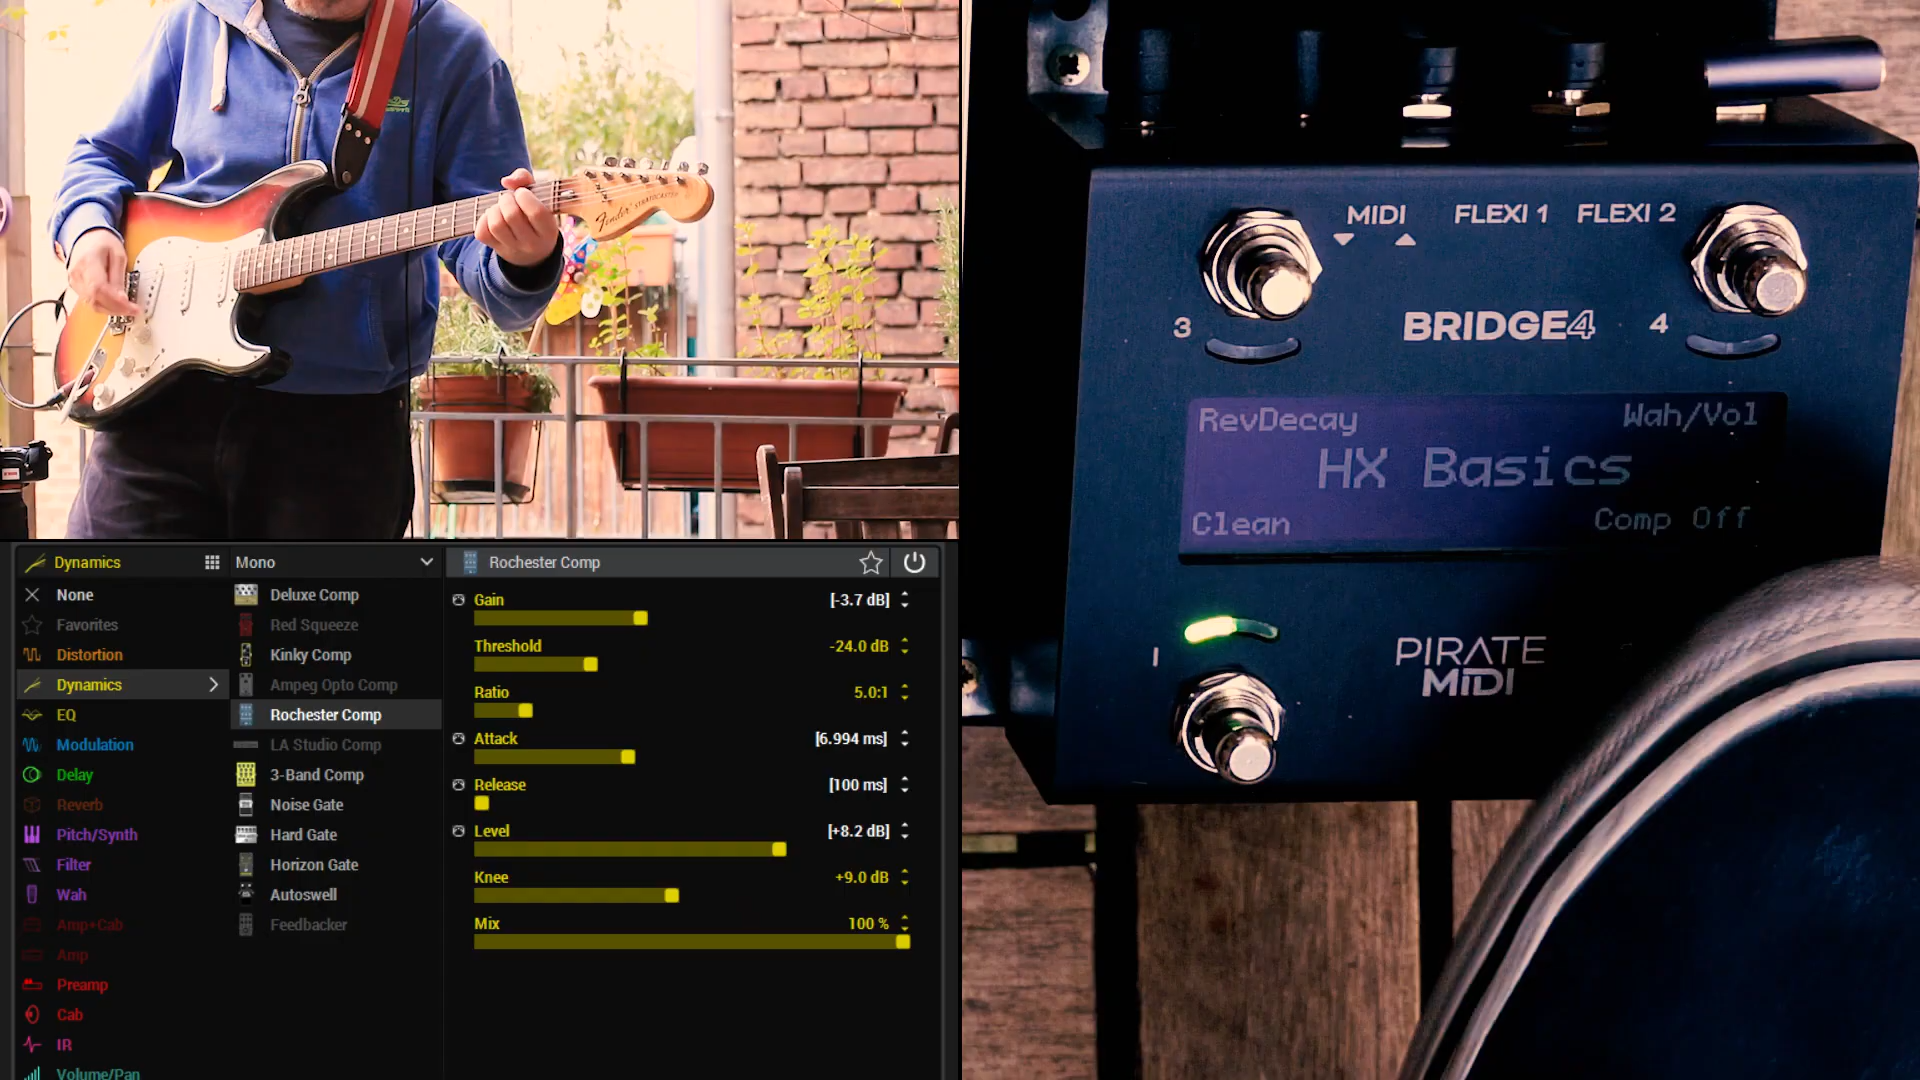 Fender STRATOCASTER
Dynamics
Mono
Rochester Comp
None
Favorites
Distortion
Dynamics
EQ
Modulation
Delay
Reverb
Pitch/Synth
Filter
Wah
Amp+Cab
Amp
Preamp
Cab
IR
Volume/Pan
Deluxe Comp
Red Squeeze
Kinky Comp
Ampeg Opto Comp
Rochester Comp
LA Studio Comp
3-Band Comp
Noise Gate
Hard Gate
Horizon Gate
Autoswell
Feedbacker
Gain [-3.7 dB]
Threshold -24.0 dB
Ratio 5.0:1
Attack [6.994 ms]
Release [100 ms]
Level [+8.2 dB]
Knee +9.0 dB
Mix 100 %
MIDI FLEXI 1 FLEXI 2
3 BRIDGE4 4
RevDecay Wah/Vol
HX Basics
Clean Comp Off
1
PIRATE
MIDI